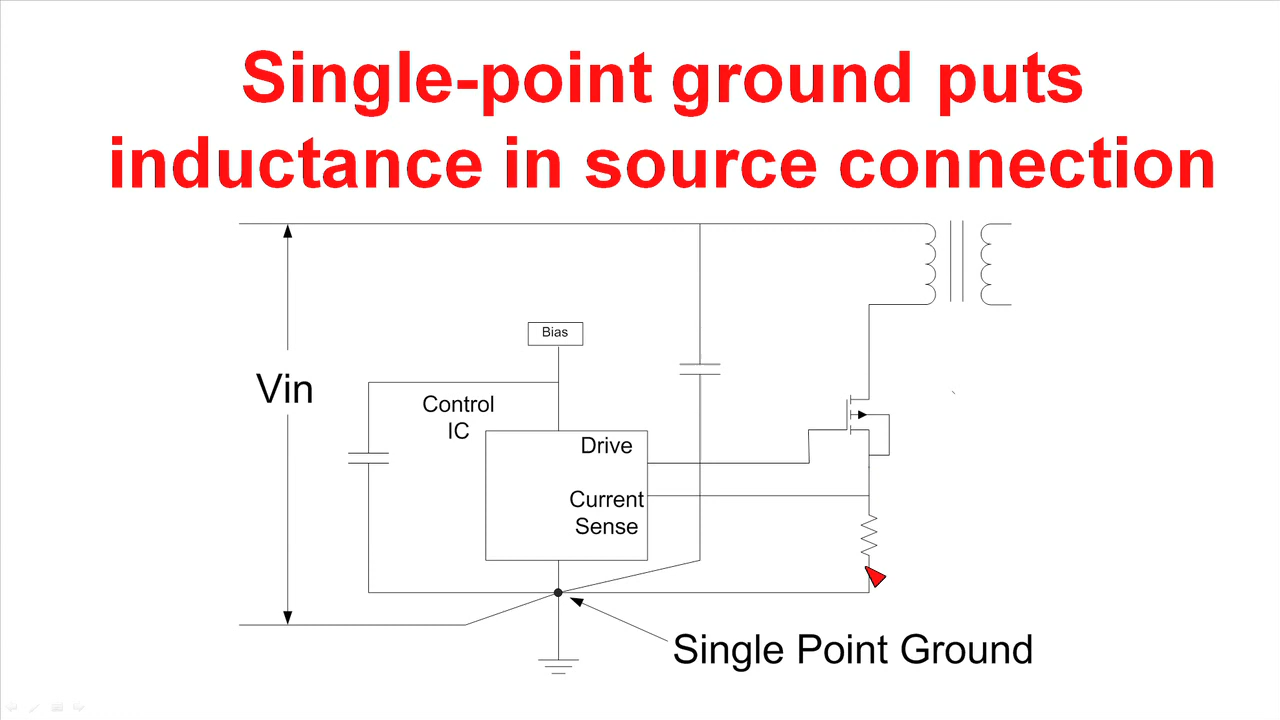 Single-point ground puts
inductance in source connection
Bias
Vin
Control
IC
Drive
Current
Sense
Single Point Ground